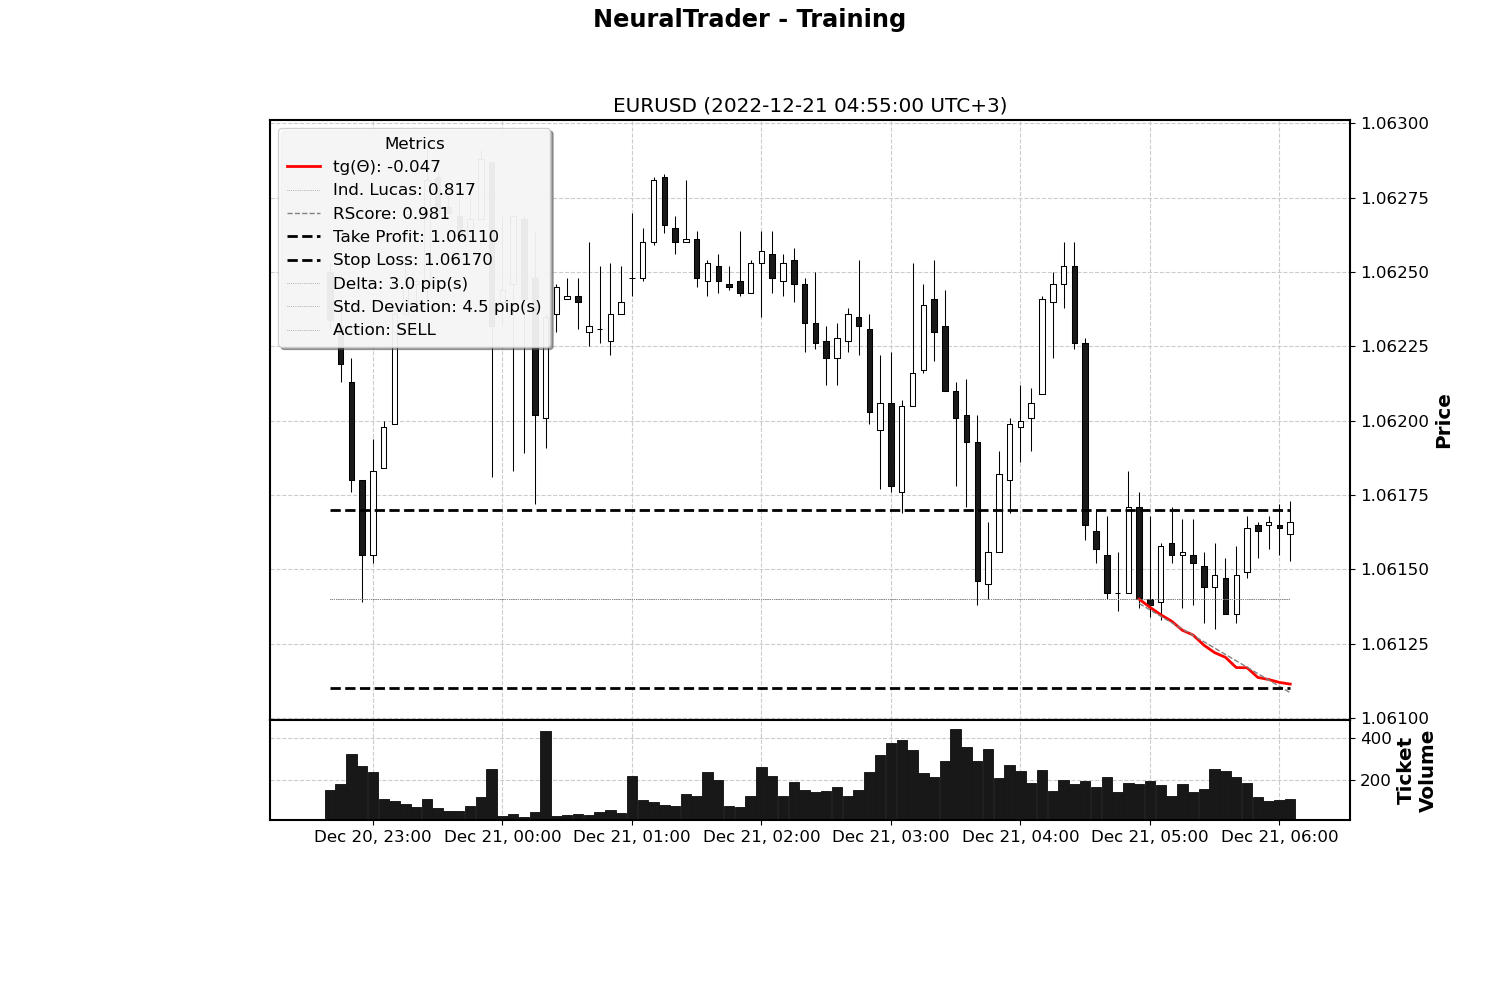 NeuralTrader - Training
EURUSD (2022-12-21 04:55:00 UTC+3)
Metrics
tg(Θ): -0.047
Ind. Lucas: 0.817
RScore: 0.981
Take Profit: 1.06110
Stop Loss: 1.06170
Delta: 3.0 pip(s)
Std. Deviation: 4.5 pip(s)
Action: SELL
1.06300
1.06275
1.06250
1.06225
1.06200
1.06175
1.06150
1.06125
1.06100
Price
400
200
Ticket
Volume
Dec 20, 23:00 Dec 21, 00:00 Dec 21, 01:00 Dec 21, 02:00 Dec 21, 03:00 Dec 21, 04:00 Dec 21, 05:00 Dec 21, 06:00